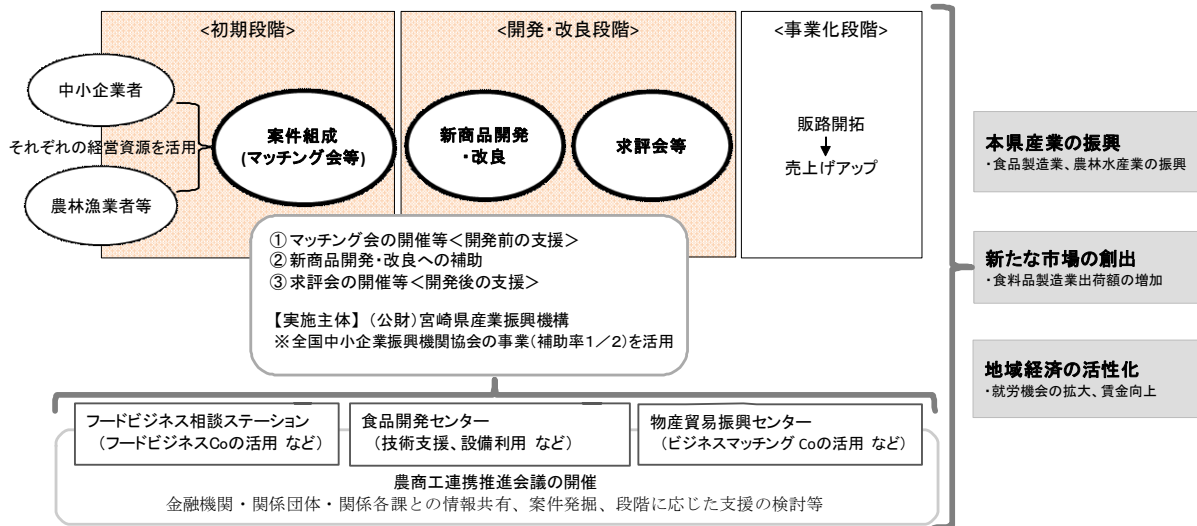 <初期段階>
<開発・改良段階>
<事業化段階>
中小企業者
それぞれの経営資源を活用
農林漁業者等
案件組成
(マッチング会等)
新商品開発
・改良
求評会等
販路開拓
売上げアップ
①マッチング会の開催等<開発前の支援>
②新商品開発・改良への補助
③求評会の開催等<開発後の支援>
【実施主体】(公財)宮崎県産業振興機構
※全国中小企業振興機関協会の事業(補助率1/2)を活用
フードビジネス相談ステーション
(フードビジネスCoの活用 など)
食品開発センター
(技術支援、設備利用 など)
物産貿易振興センター
(ビジネスマッチング Coの活用 など)
農商工連携推進会議の開催
金融機関・関係団体・関係各課との情報共有、案件発掘、段階に応じた支援の検討等
本県産業の振興
・食品製造業、農林水産業の振興
新たな市場の創出
・食料品製造業出荷額の増加
地域経済の活性化
・就労機会の拡大、賃金向上